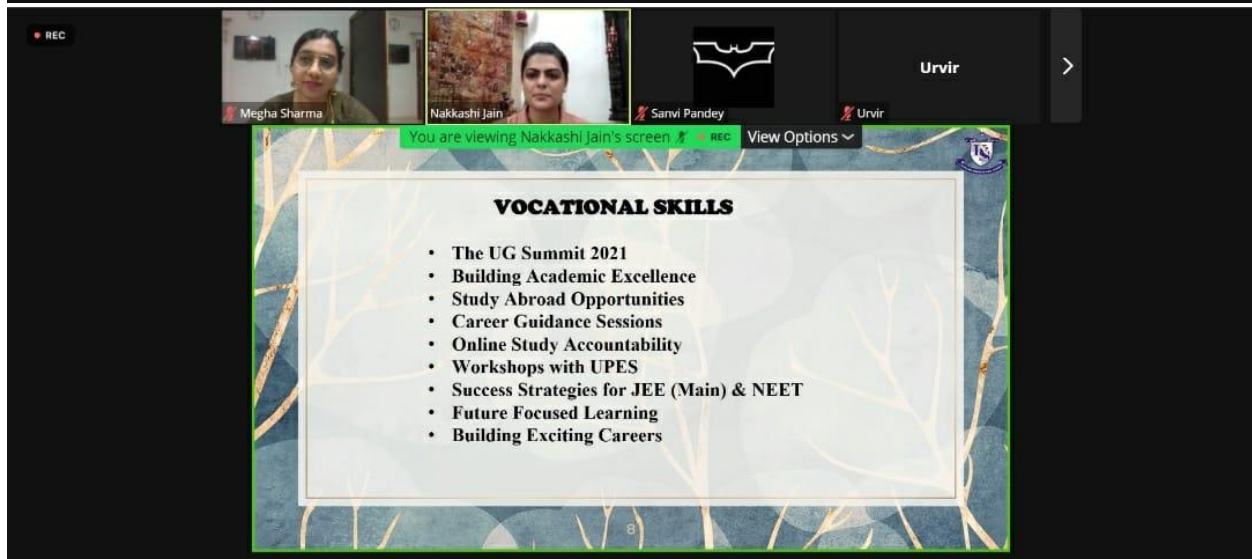 REC
Megha Sharma
Nakkashi Jain
Sanvi Pandey
Urvir
Urvir
You are viewing Nakkashi Jain's screen REC View Options
VOCATIONAL SKILLS
• The UG Summit 2021
• Building Academic Excellence
• Study Abroad Opportunities
• Career Guidance Sessions
• Online Study Accountability
• Workshops with UPES
• Success Strategies for JEE (Main) & NEET
• Future Focused Learning
• Building Exciting Careers
8